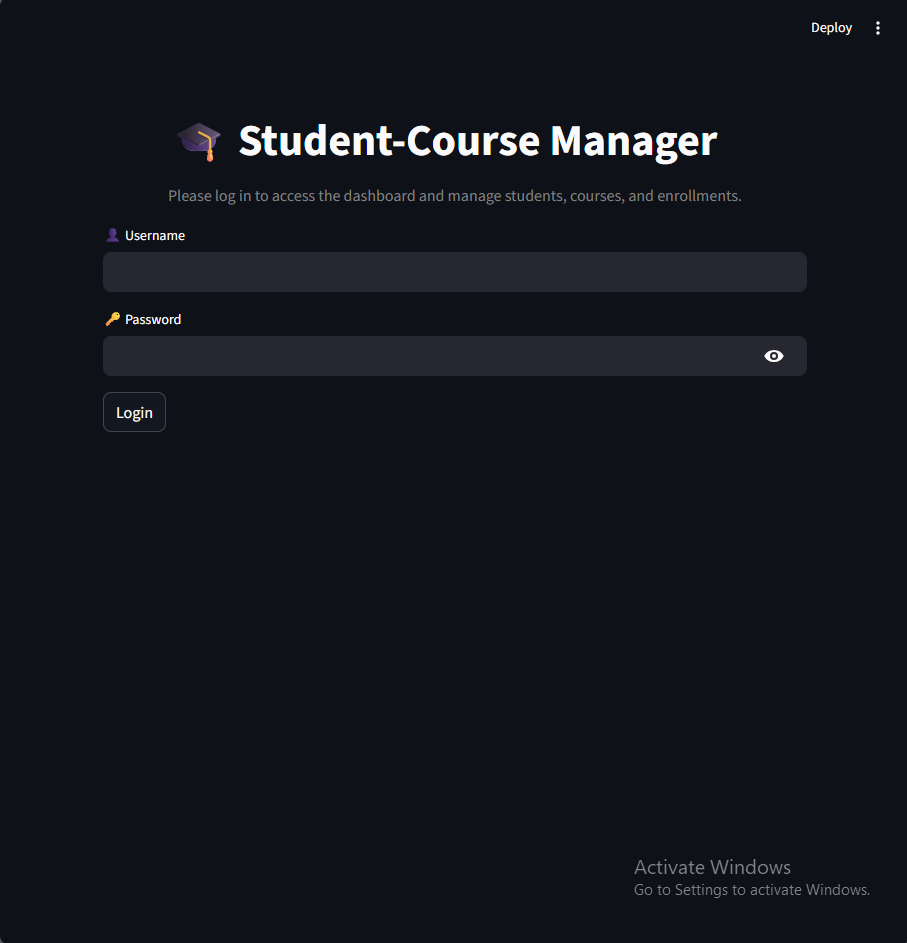 Deploy
Student-Course Manager
Please log in to access the dashboard and manage students, courses, and enrollments.
Username
Password
Login
Activate Windows
Go to Settings to activate Windows.